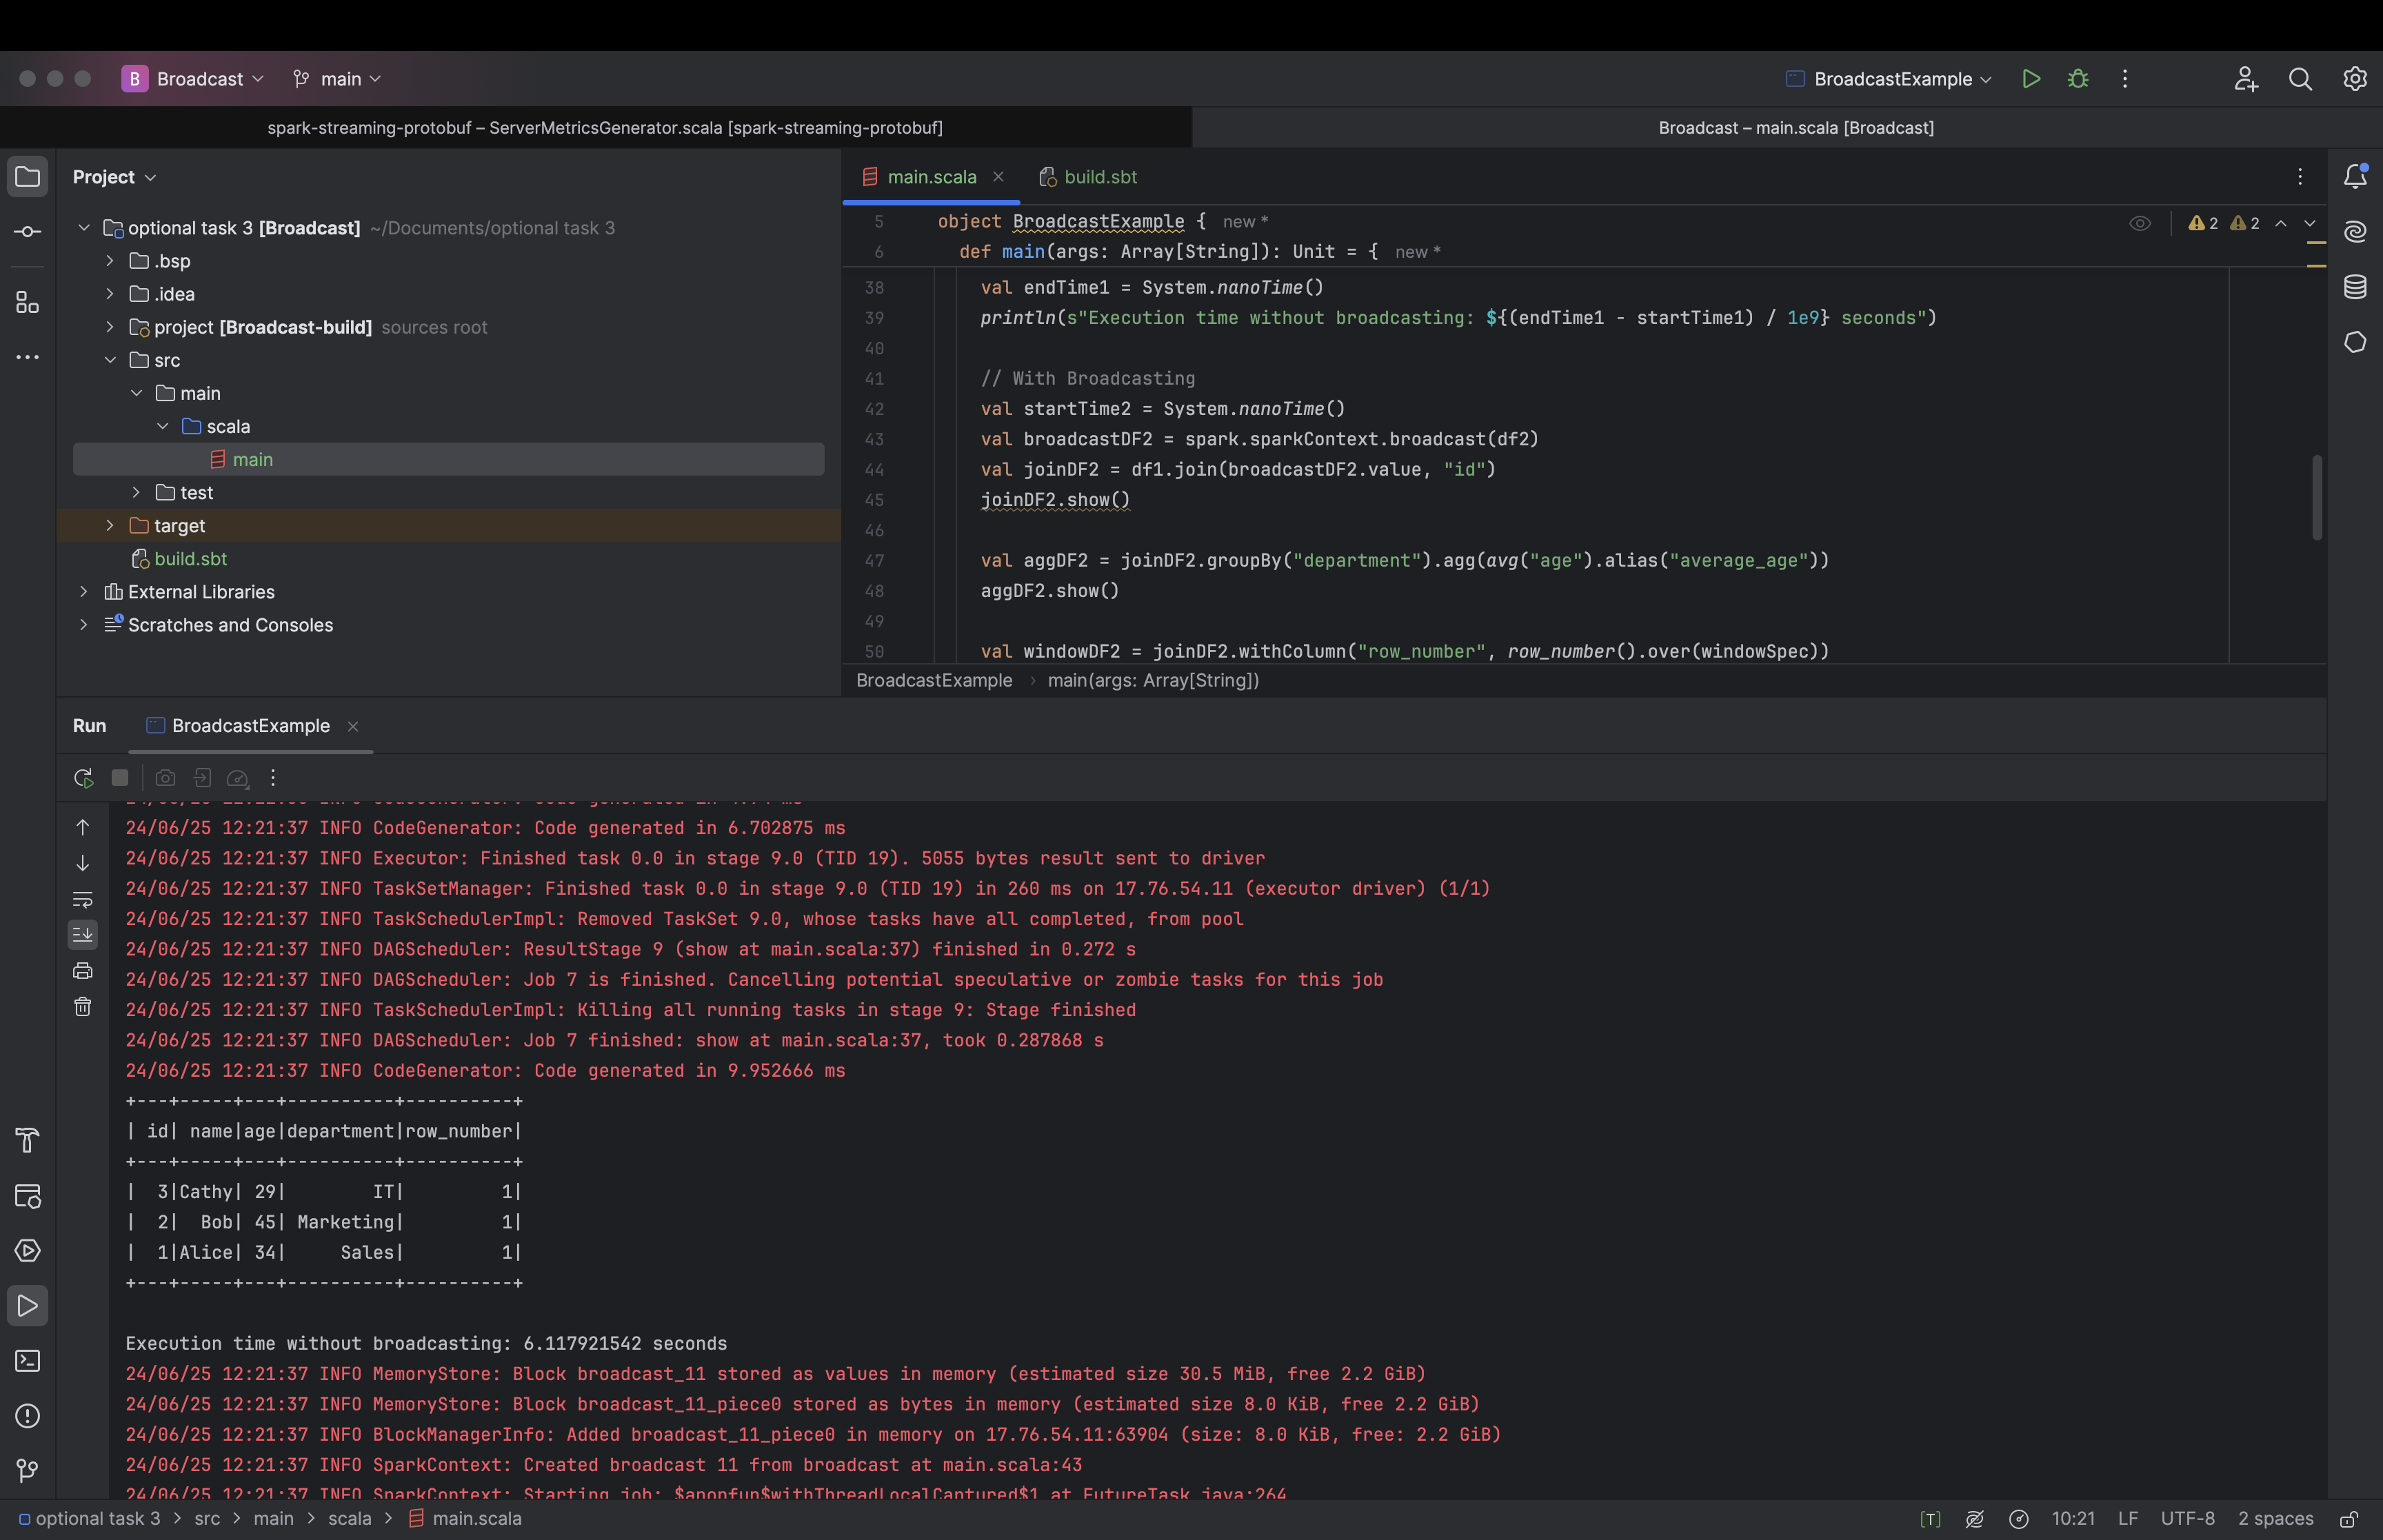 B Broadcast main BroadcastExample
spark-streaming-protobuf – ServerMetricsGenerator.scala [spark-streaming-protobuf] Broadcast – main.scala [Broadcast]
Project
optional task 3 [Broadcast] ~/Documents/optional task 3
.bsp
.idea
project [Broadcast-build] sources root
src
main
scala
main
test
target
build.sbt
External Libraries
Scratches and Consoles
main.scala build.sbt
5 object BroadcastExample { new *
2 2
6 def main(args: Array[String]): Unit = { new *
38 val endTime1 = System.nanoTime()
39 println(s"Execution time without broadcasting: ${(endTime1 - startTime1) / 1e9} seconds")
40
41 // With Broadcasting
42 val startTime2 = System.nanoTime()
43 val broadcastDF2 = spark.sparkContext.broadcast(df2)
44 val joinDF2 = df1.join(broadcastDF2.value, "id")
45 joinDF2.show()
46
47 val aggDF2 = joinDF2.groupBy("department").agg(avg("age").alias("average_age"))
48 aggDF2.show()
49
50 val windowDF2 = joinDF2.withColumn("row_number", row_number().over(windowSpec))
BroadcastExample › main(args: Array[String])
Run BroadcastExample
24/06/25 12:21:37 INFO CodeGenerator: Code generated in 6.702875 ms
24/06/25 12:21:37 INFO Executor: Finished task 0.0 in stage 9.0 (TID 19). 5055 bytes result sent to driver
24/06/25 12:21:37 INFO TaskSetManager: Finished task 0.0 in stage 9.0 (TID 19) in 260 ms on 17.76.54.11 (executor driver) (1/1)
24/06/25 12:21:37 INFO TaskSchedulerImpl: Removed TaskSet 9.0, whose tasks have all completed, from pool
24/06/25 12:21:37 INFO DAGScheduler: ResultStage 9 (show at main.scala:37) finished in 0.272 s
24/06/25 12:21:37 INFO DAGScheduler: Job 7 is finished. Cancelling potential speculative or zombie tasks for this job
24/06/25 12:21:37 INFO TaskSchedulerImpl: Killing all running tasks in stage 9: Stage finished
24/06/25 12:21:37 INFO DAGScheduler: Job 7 finished: show at main.scala:37, took 0.287868 s
24/06/25 12:21:37 INFO CodeGenerator: Code generated in 9.952666 ms
+---+-----+---+----------+----------+
| id| name|age|department|row_number|
+---+-----+---+----------+----------+
|  3|Cathy| 29|        IT|         1|
|  2|  Bob| 45| Marketing|         1|
|  1|Alice| 34|     Sales|         1|
+---+-----+---+----------+----------+
Execution time without broadcasting: 6.117921542 seconds
24/06/25 12:21:37 INFO MemoryStore: Block broadcast_11 stored as values in memory (estimated size 30.5 MiB, free 2.2 GiB)
24/06/25 12:21:37 INFO MemoryStore: Block broadcast_11_piece0 stored as bytes in memory (estimated size 8.0 KiB, free 2.2 GiB)
24/06/25 12:21:37 INFO BlockManagerInfo: Added broadcast_11_piece0 in memory on 17.76.54.11:63904 (size: 8.0 KiB, free: 2.2 GiB)
24/06/25 12:21:37 INFO SparkContext: Created broadcast 11 from broadcast at main.scala:43
24/06/25 12:21:37 INFO SparkContext: Starting job: $anonfun$withThreadLocalCaptured$1 at FutureTask.java:264
optional task 3 › src › main › scala › main.scala [T] 10:21 LF UTF-8 2 spaces